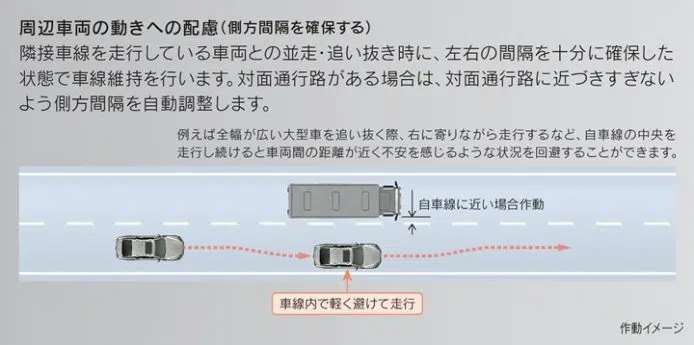 周辺車両の動きへの配慮(側方間隔を確保する)
隣接車線を走行している車両との並走・追い抜き時に、左右の間隔を十分に確保した
状態で車線維持を行います。対面通行路がある場合は、対面通行路に近づきすぎない
よう側方間隔を自動調整します。
例えば全幅が広い大型車を追い抜く際、右に寄りながら走行するなど、自車線の中央を
走行し続けると車両間の距離が近く不安を感じるような状況を回避することができます。
自車線に近い場合作動
車線内で軽く避けて走行
作動イメージ